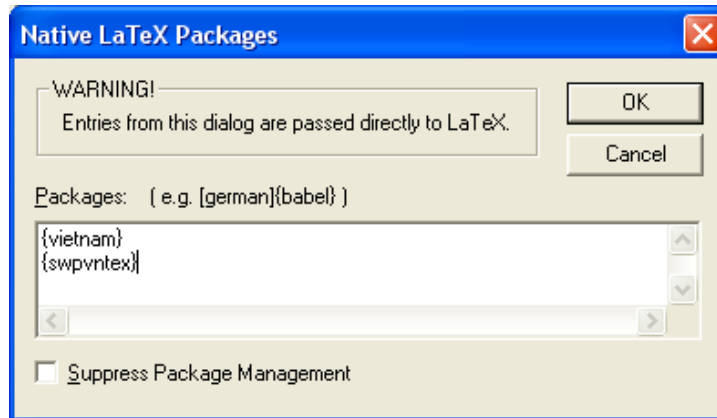 Native LaTeX Packages
WARNING!
Entries from this dialog are passed directly to LaTeX.
OK
Cancel
Packages: ( e.g. [german]{babel} )
{vietnam}
{swpvntex}
Suppress Package Management